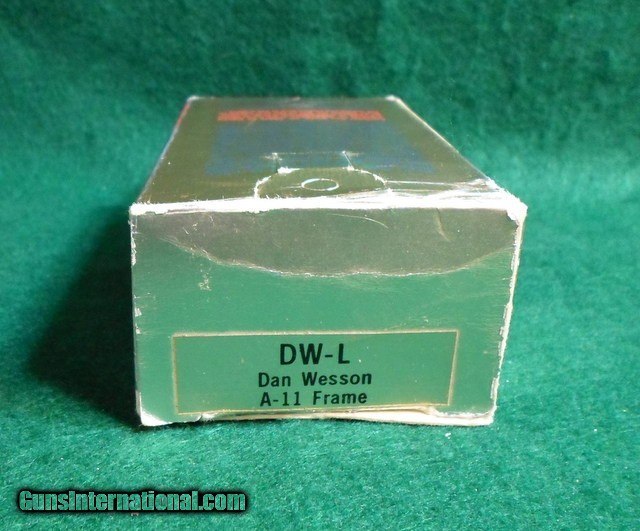 DW-L
Dan Wesson
A-11 Frame
GunsInternational.com